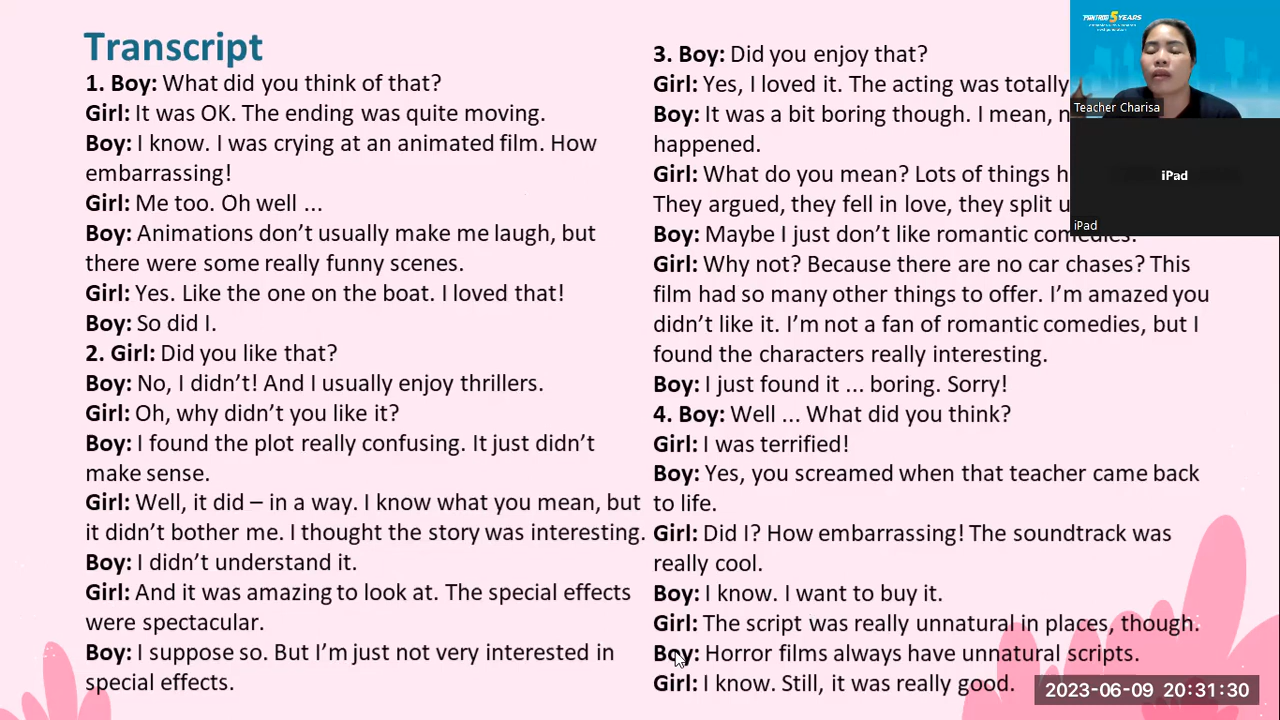 Transcript
1. Boy: What did you think of that?
Girl: It was OK. The ending was quite moving.
Boy: I know. I was crying at an animated film. How
embarrassing!
Girl: Me too. Oh well ...
Boy: Animations don’t usually make me laugh, but
there were some really funny scenes.
Girl: Yes. Like the one on the boat. I loved that!
Boy: So did I.
2. Girl: Did you like that?
Boy: No, I didn’t! And I usually enjoy thrillers.
Girl: Oh, why didn’t you like it?
Boy: I found the plot really confusing. It just didn’t
make sense.
Girl: Well, it did – in a way. I know what you mean, but
it didn’t bother me. I thought the story was interesting.
Boy: I didn’t understand it.
Girl: And it was amazing to look at. The special effects
were spectacular.
Boy: I suppose so. But I’m just not very interested in
special effects.
3. Boy: Did you enjoy that?
Girl: Yes, I loved it. The acting was totally
Boy: It was a bit boring though. I mean, n
happened.
Girl: What do you mean? Lots of things h
They argued, they fell in love, they split u
Boy: Maybe I just don’t like romantic comedies.
Girl: Why not? Because there are no car chases? This
film had so many other things to offer. I’m amazed you
didn’t like it. I’m not a fan of romantic comedies, but I
found the characters really interesting.
Boy: I just found it ... boring. Sorry!
4. Boy: Well ... What did you think?
Girl: I was terrified!
Boy: Yes, you screamed when that teacher came back
to life.
Girl: Did I? How embarrassing! The soundtrack was
really cool.
Boy: I know. I want to buy it.
Girl: The script was really unnatural in places, though.
Boy: Horror films always have unnatural scripts.
Girl: I know. Still, it was really good.
5 YEARS
Teacher Charisa
iPad
iPad
2023-06-09 20:31:30